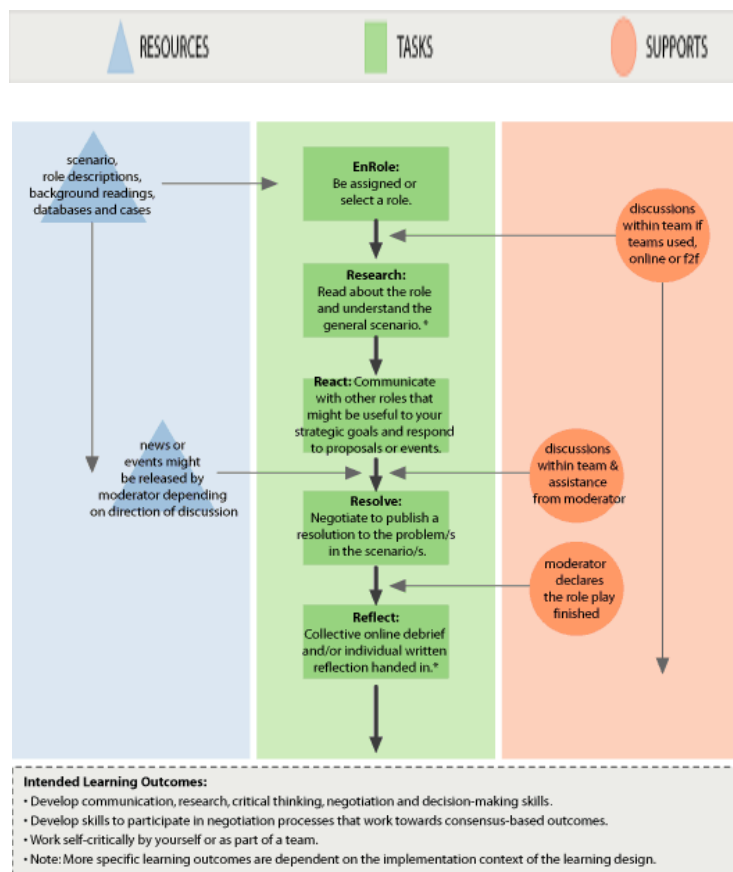 RESOURCES
TASKS
SUPPORTS
scenario,
role descriptions,
background readings,
databases and cases
EnRole:
Be assigned or
select a role.
discussions
within team if
teams used,
online or f2f
Research:
Read about the role
and understand the
general scenario. *
React: Communicate
with other roles that
might be useful to your
strategic goals and respond
to proposals or events.
news or
events might
be released by
moderator depending
on direction of discussion
discussions
within team &
assistance
from moderator
Resolve:
Negotiate to publish a
resolution to the problem/s
in the scenario/s.
moderator
declares
the role play
finished
Reflect:
Collective online debrief
and/or individual written
reflection handed in.*
Intended Learning Outcomes:
• Develop communication, research, critical thinking, negotiation and decision-making skills.
• Develop skills to participate in negotiation processes that work towards consensus-based outcomes.
• Work self-critically by yourself or as part of a team.
• Note: More specific learning outcomes are dependent on the implementation context of the learning design.